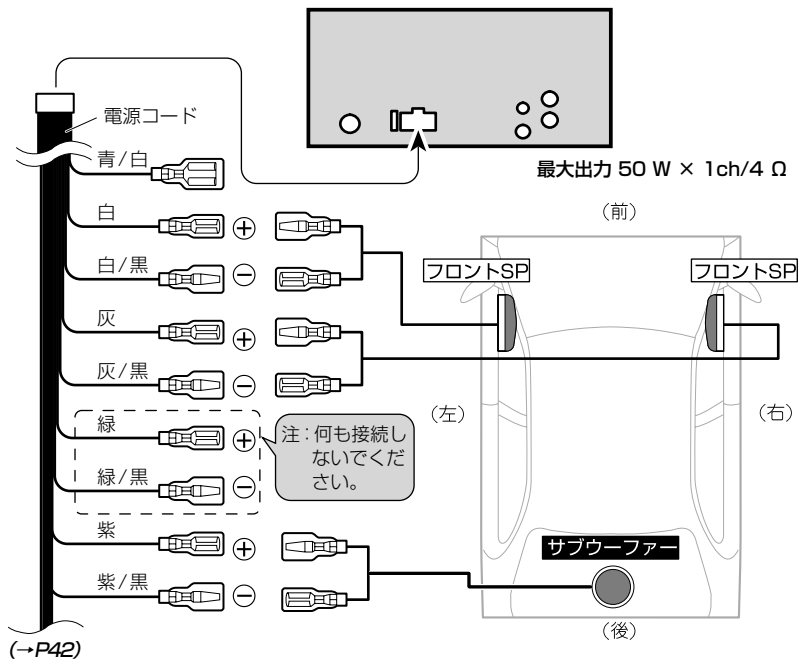 電源コード
青/白
最大出力 50 W × 1ch/4 Ω
白
⊕
(前)
白/黒
⊖
フロントSP
フロントSP
灰
⊕
灰/黒
⊖
(左)
(右)
緑
⊕
注:何も接続し
ないでくだ
さい。
緑/黒
⊖
紫
⊕
サブウーファー
紫/黒
⊖
(後)
(→P42)